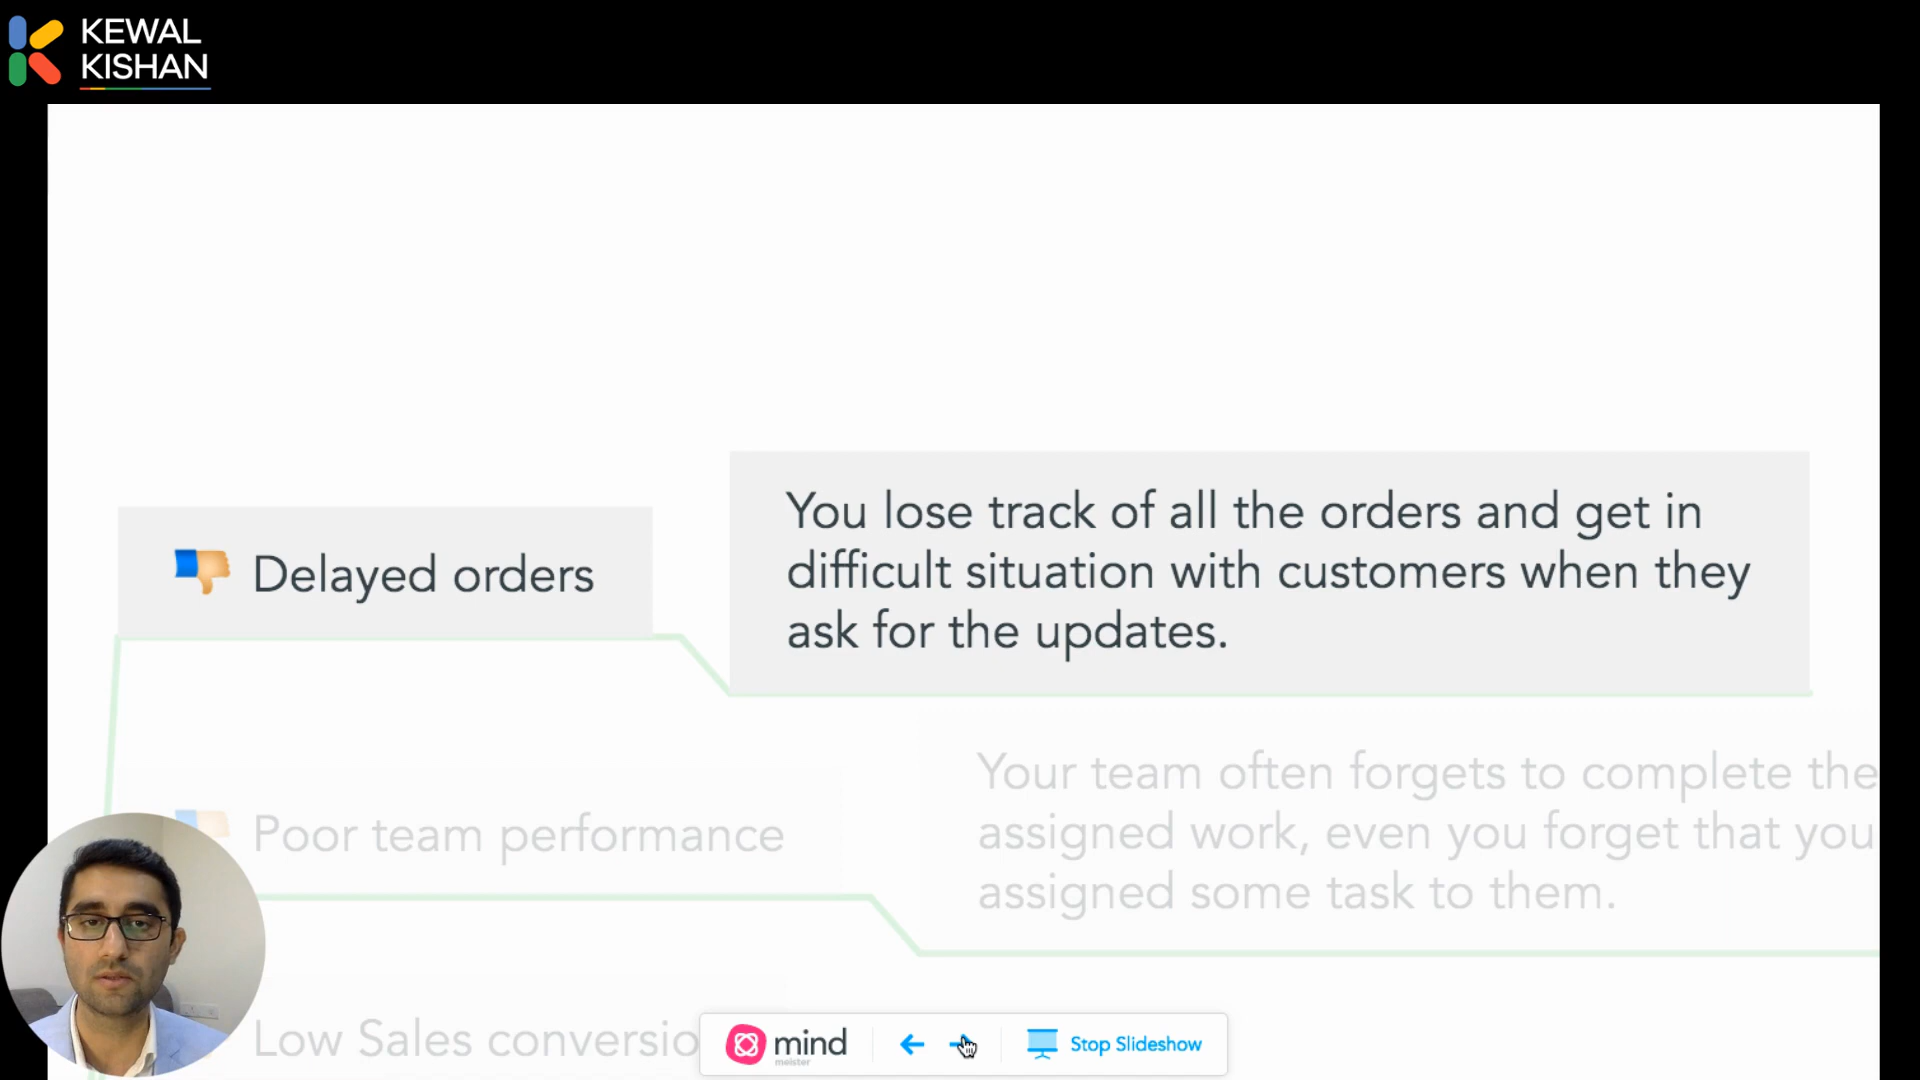 KEWAL
KISHAN
Delayed orders
You lose track of all the orders and get in
difficult situation with customers when they
ask for the updates.
Poor team performance
Your team often forgets to complete the
assigned work, even you forget that you
assigned some task to them.
Low Sales conversio
mind
meister
Stop Slideshow